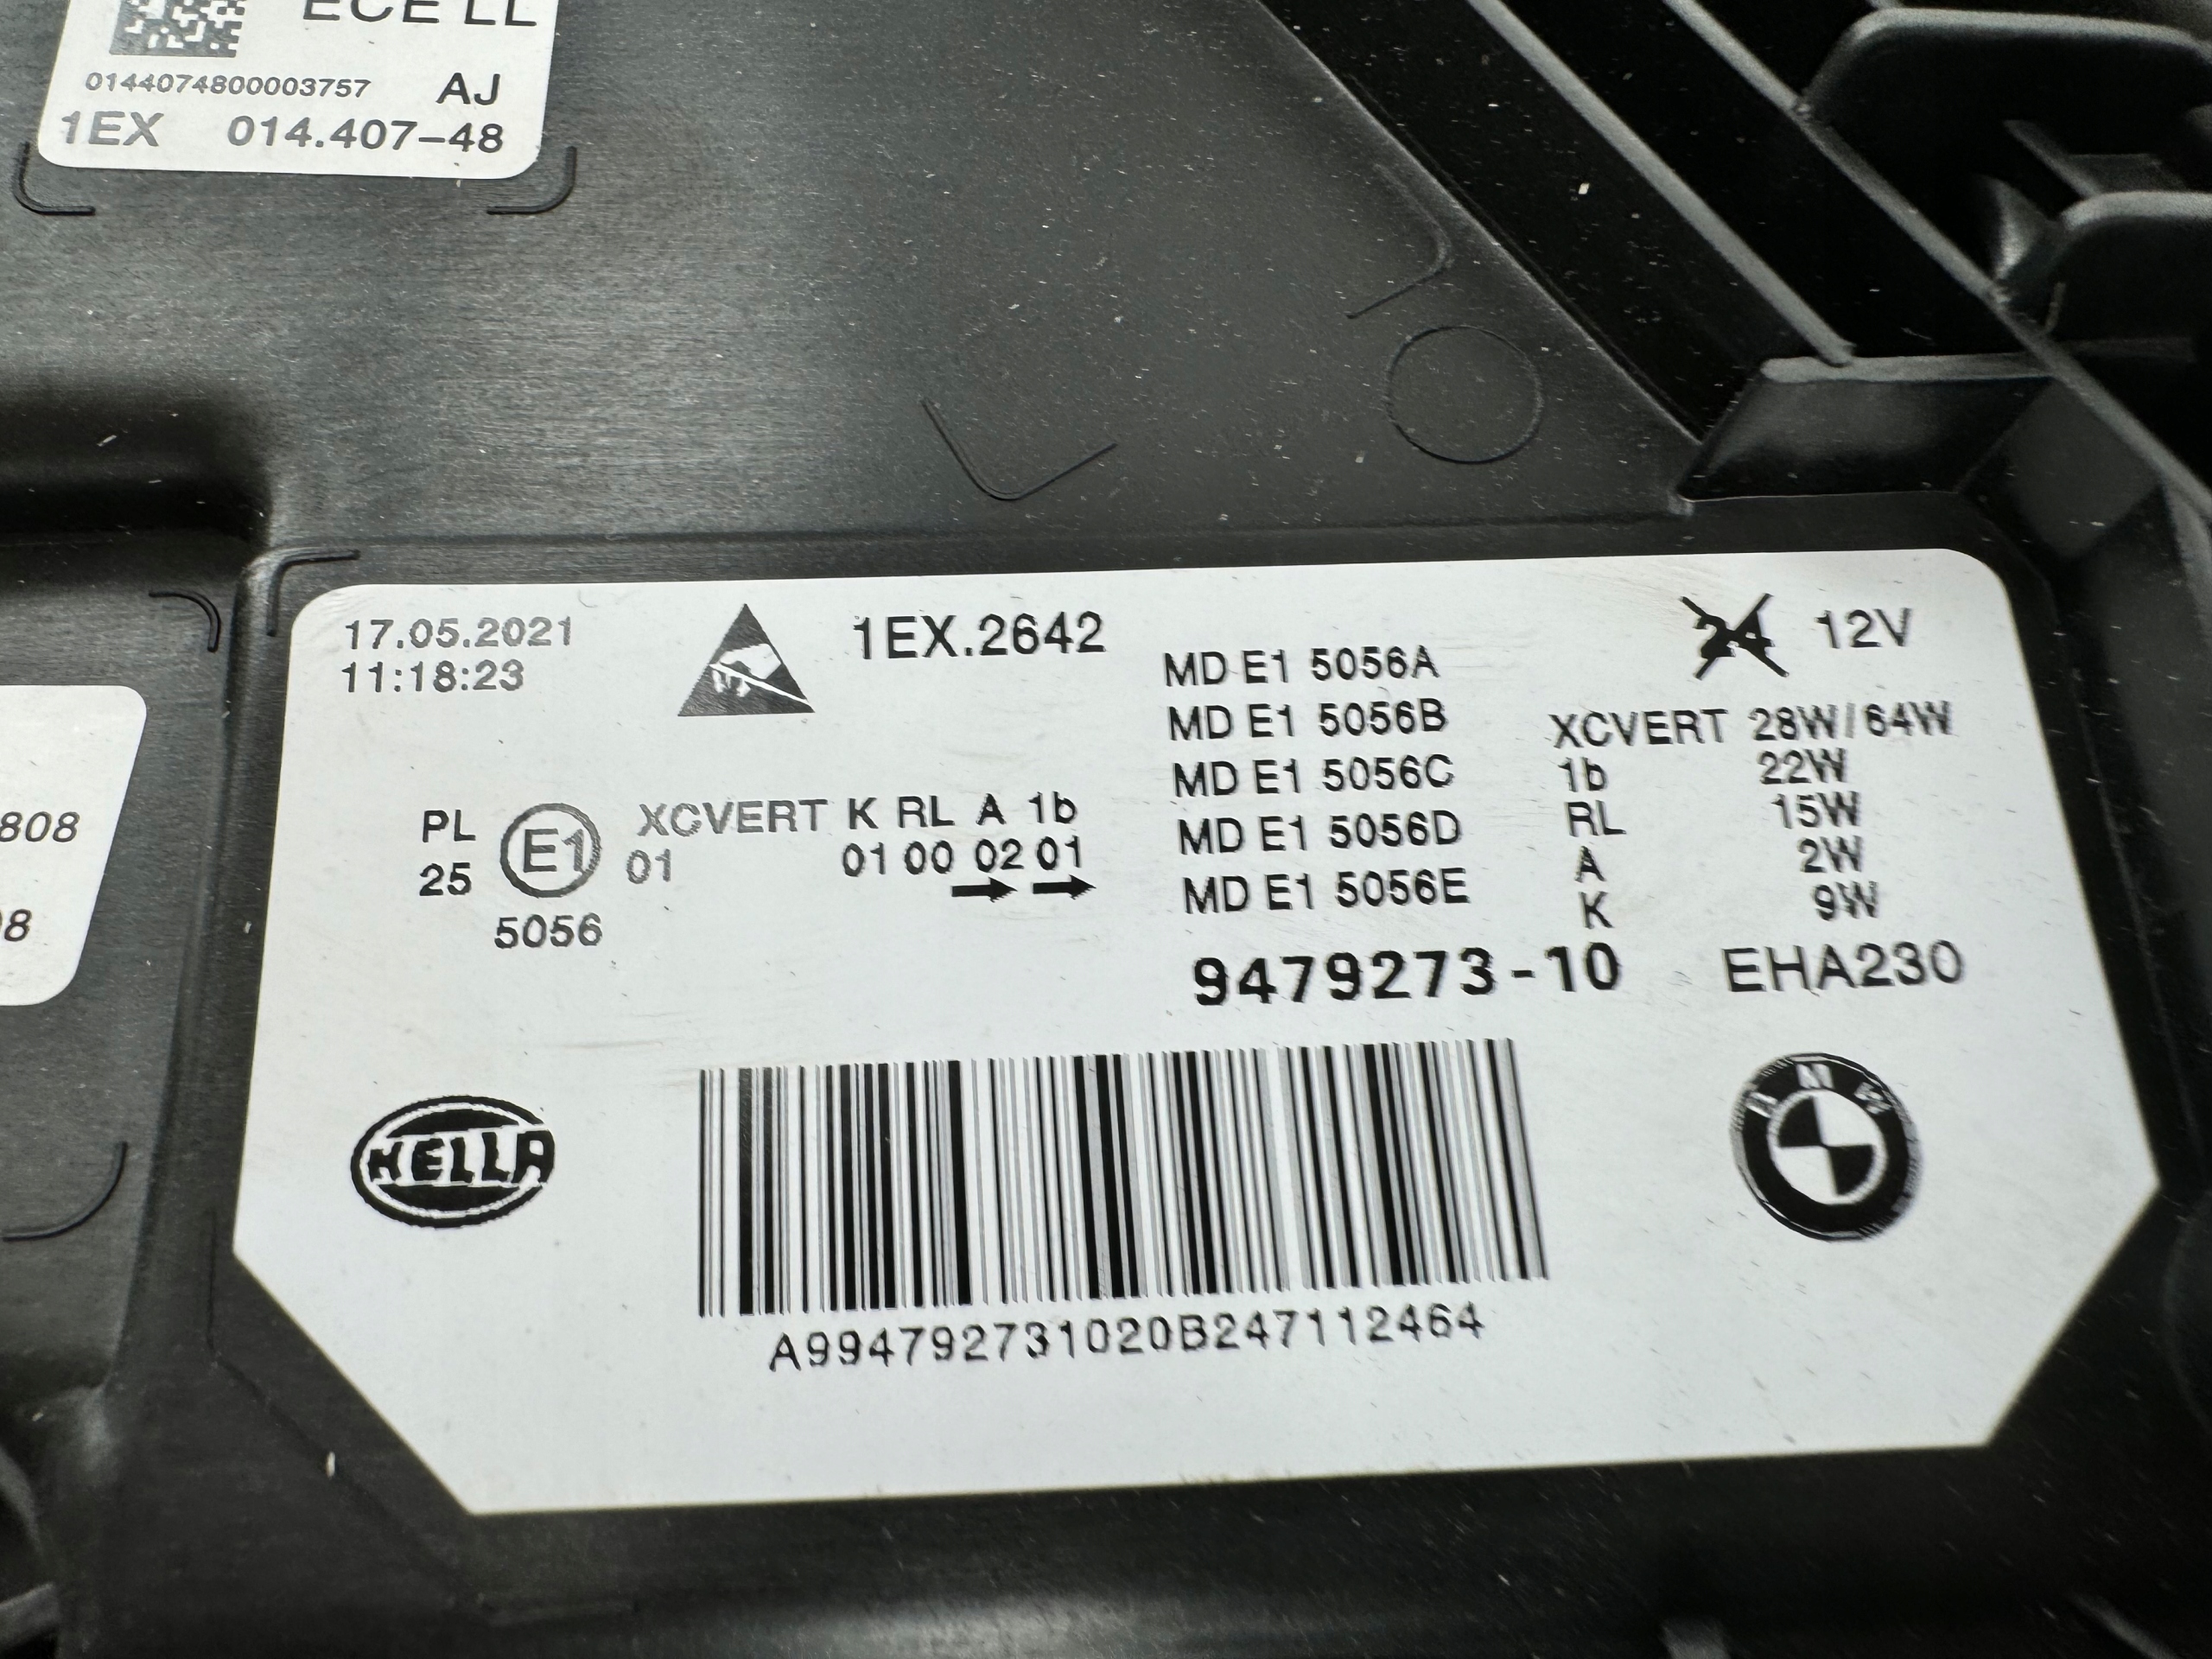 ECE LL
0144074800003757 AJ
1EX 014.407-48
808
08
17.05.2021
11:18:23
1EX.2642
24 12V
MD E1 5056A
MD E1 5056B
MD E1 5056C
MD E1 5056D
MD E1 5056E
XCVERT 28W/64W
1b 22W
RL 15W
A 2W
K 9W
PL E1 XCVERT K RL A 1b
25 01 01 00 02 01
5056
9479273-10 EHA230
HELLA
BMW
A994792731020B247112464